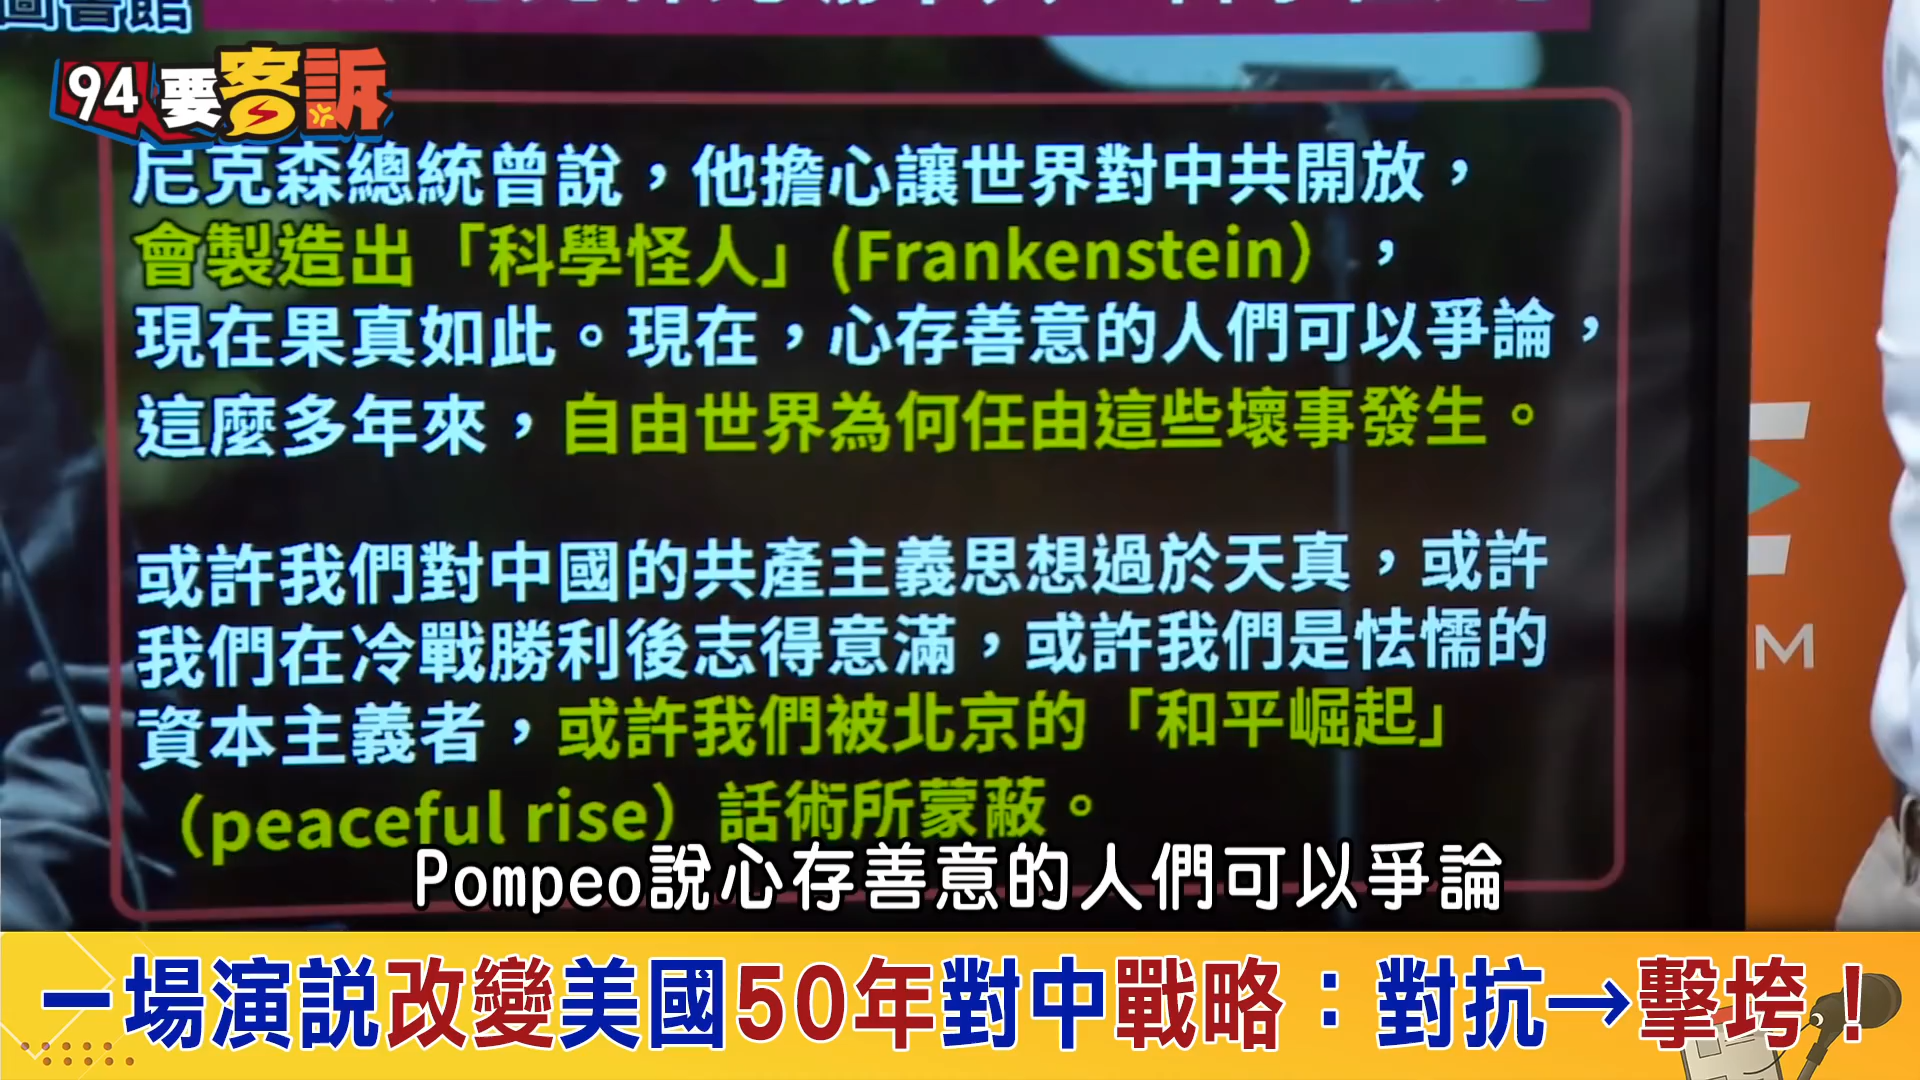 圖書館
94要客訴
尼克森總統曾說，他擔心讓世界對中共開放，
會製造出「科學怪人」(Frankenstein），
現在果真如此。現在，心存善意的人們可以爭論，
這麼多年來，自由世界為何任由這些壞事發生。
或許我們對中國的共產主義思想過於天真，或許
我們在冷戰勝利後志得意滿，或許我們是怯懦的
資本主義者，或許我們被北京的「和平崛起」
（peaceful rise）話術所蒙蔽。
M
Pompeo說心存善意的人們可以爭論
一場演説改變美國50年對中戰略：對抗→擊垮！